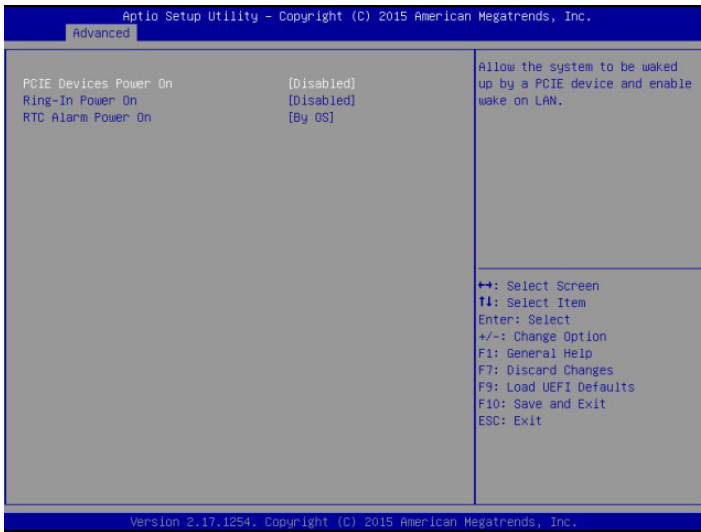 Aptio Setup Utility – Copyright (C) 2015 American Megatrends, Inc.
Advanced
PCIE Devices Power On [Disabled]
Ring-In Power On [Disabled]
RTC Alarm Power On [By OS]
Allow the system to be waked
up by a PCIE device and enable
wake on LAN.
↔: Select Screen
↑↓: Select Item
Enter: Select
+/-: Change Option
F1: General Help
F7: Discard Changes
F9: Load UEFI Defaults
F10: Save and Exit
ESC: Exit
Version 2.17.1254. Copyright (C) 2015 American Megatrends, Inc.